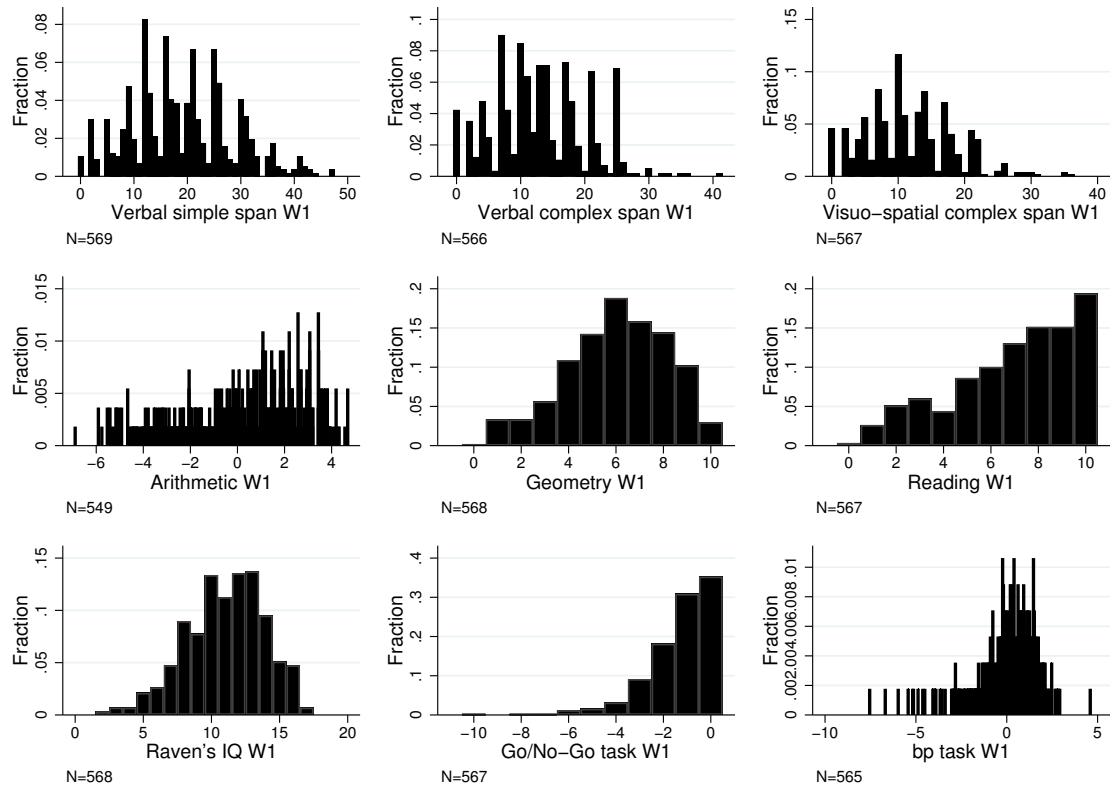 Fraction
0 .02 .04 .06 .08
0 10 20 30 40 50
Verbal simple span W1
N=569
Fraction
0 .02 .04 .06 .08 .1
0 10 20 30 40
Verbal complex span W1
N=566
Fraction
0 .05 .1 .15
0 10 20 30 40
Visuo−spatial complex span W1
N=567
Fraction
0 .005 .01 .015
−6 −4 −2 0 2 4
Arithmetic W1
N=549
Fraction
0 .05 .1 .15 .2
0 2 4 6 8 10
Geometry W1
N=568
Fraction
0 .05 .1 .15 .2
0 2 4 6 8 10
Reading W1
N=567
Fraction
0 .05 .1 .15
0 5 10 15 20
Raven's IQ W1
N=568
Fraction
0 .1 .2 .3 .4
−10 −8 −6 −4 −2 0
Go/No−Go task W1
N=567
Fraction
0 .002 .004 .006 .008 .01
−10 −5 0 5
bp task W1
N=565